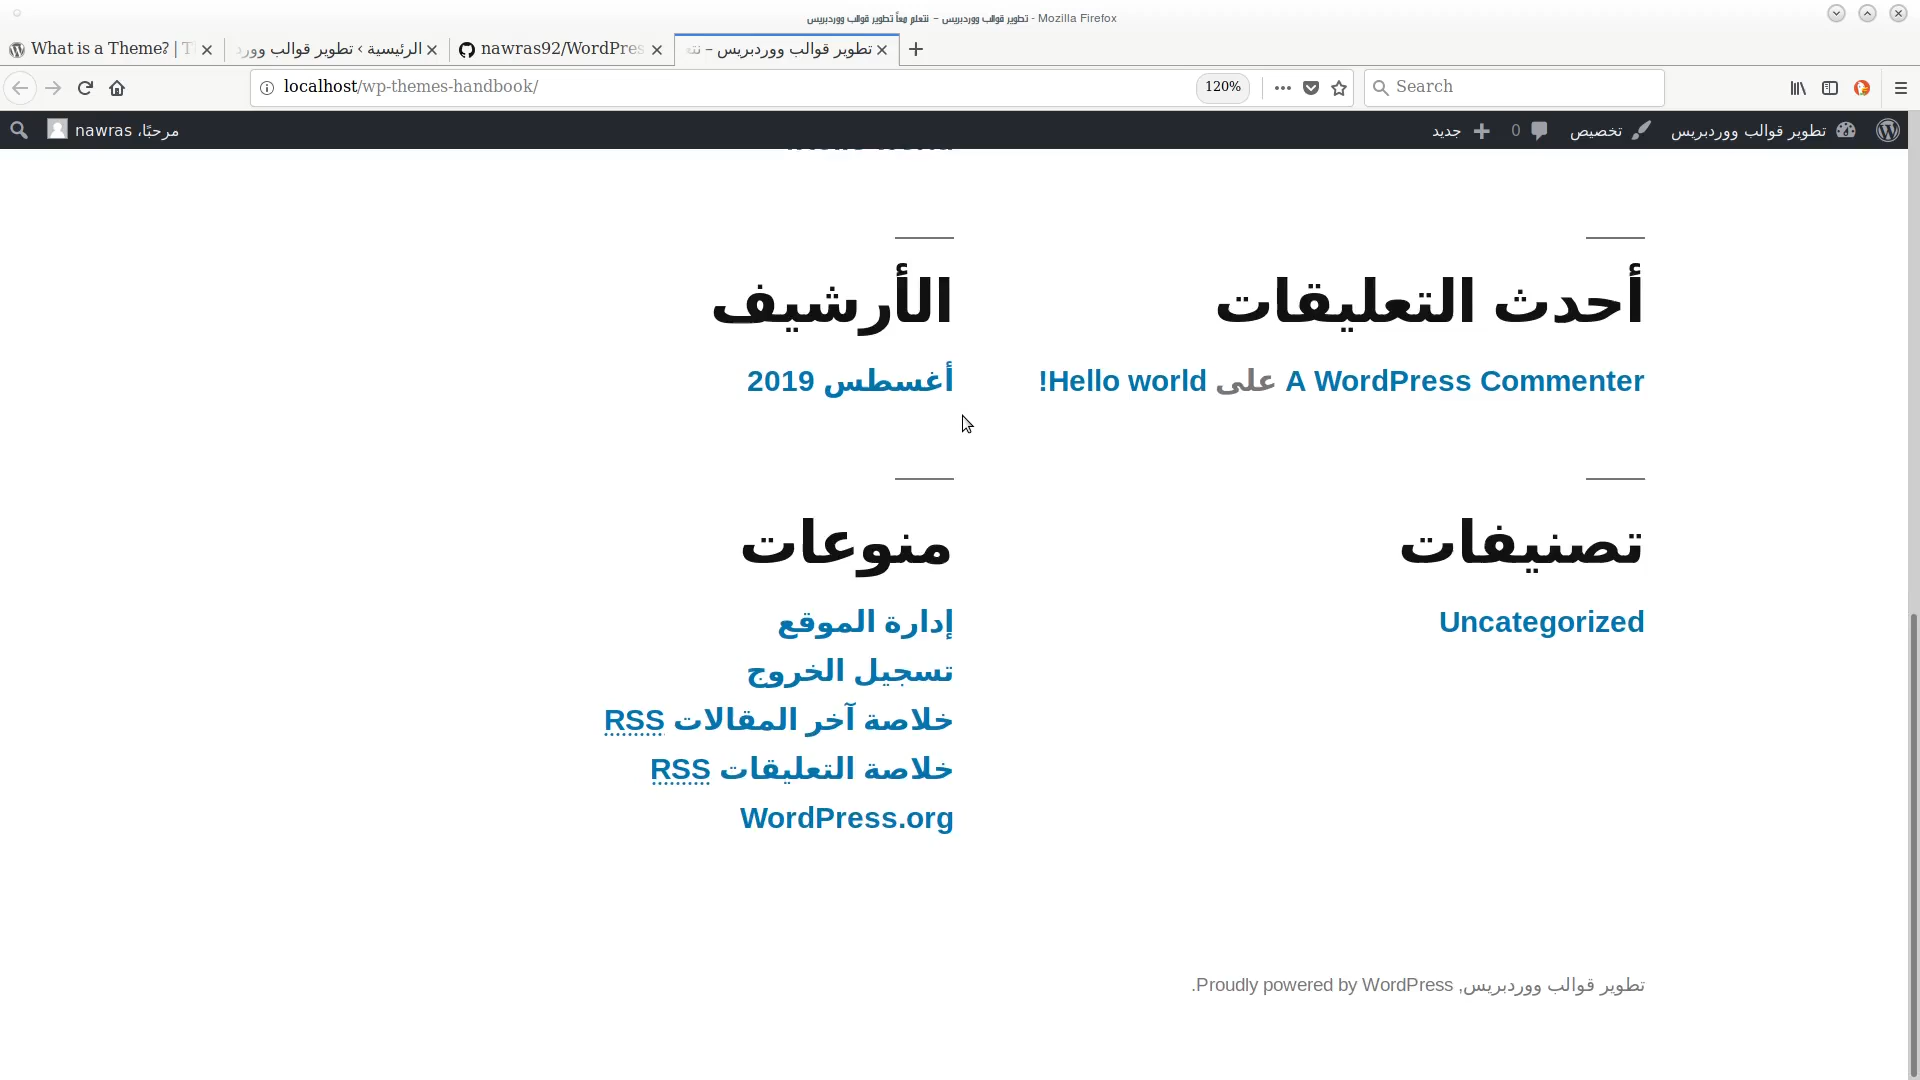 تطوير قوالب ووردبريس – نتعلم معاً تطوير قوالب ووردبريس - Mozilla Firefox
What is a Theme? | T
الرئيسية › تطوير قوالب وورد
nawras92/WordPres
تطوير قوالب ووردبريس – نتع
localhost/wp-themes-handbook/
120%
Search
تطوير قوالب ووردبريس
تخصيص
0
جديد
مرحبًا، nawras
أحدث التعليقات
A WordPress Commenter على Hello world!
الأرشيف
أغسطس 2019
تصنيفات
Uncategorized
منوعات
إدارة الموقع
تسجيل الخروج
خلاصة آخر المقالات RSS
خلاصة التعليقات RSS
WordPress.org
تطوير قوالب ووردبريس, Proudly powered by WordPress.